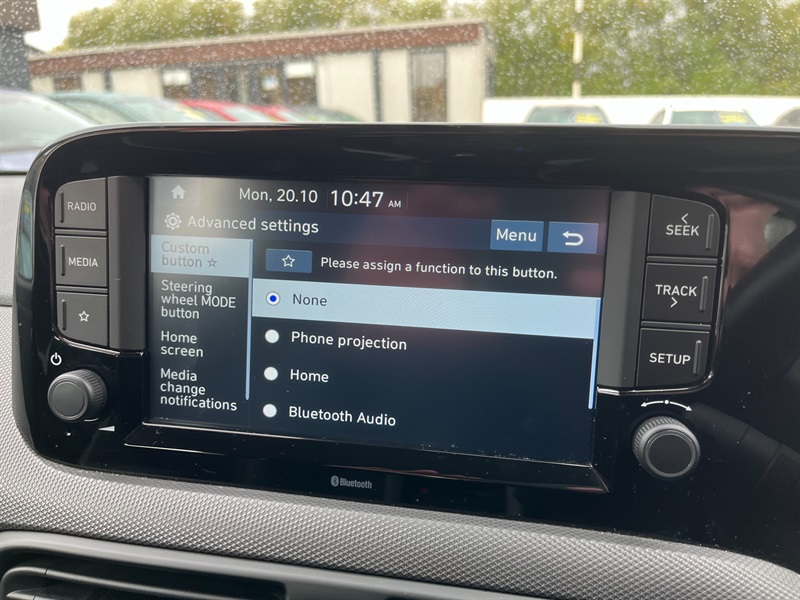 Mon, 20.10 10:47 AM
Advanced settings
Menu
Custom
button ☆
Steering
wheel MODE
button
Home
screen
Media
change
notifications
☆ Please assign a function to this button.
None
Phone projection
Home
Bluetooth Audio
RADIO
MEDIA
☆
SEEK
TRACK
SETUP
Bluetooth